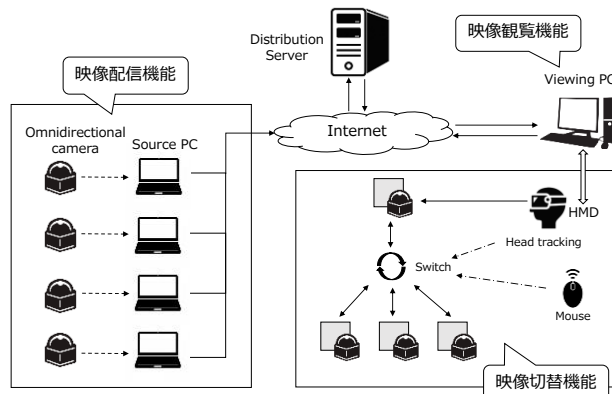 Distribution
Server
映像観覧機能
映像配信機能
Viewing PC
Omnidirectional
camera
Source PC
Internet
HMD
Head tracking
Switch
Mouse
映像切替機能